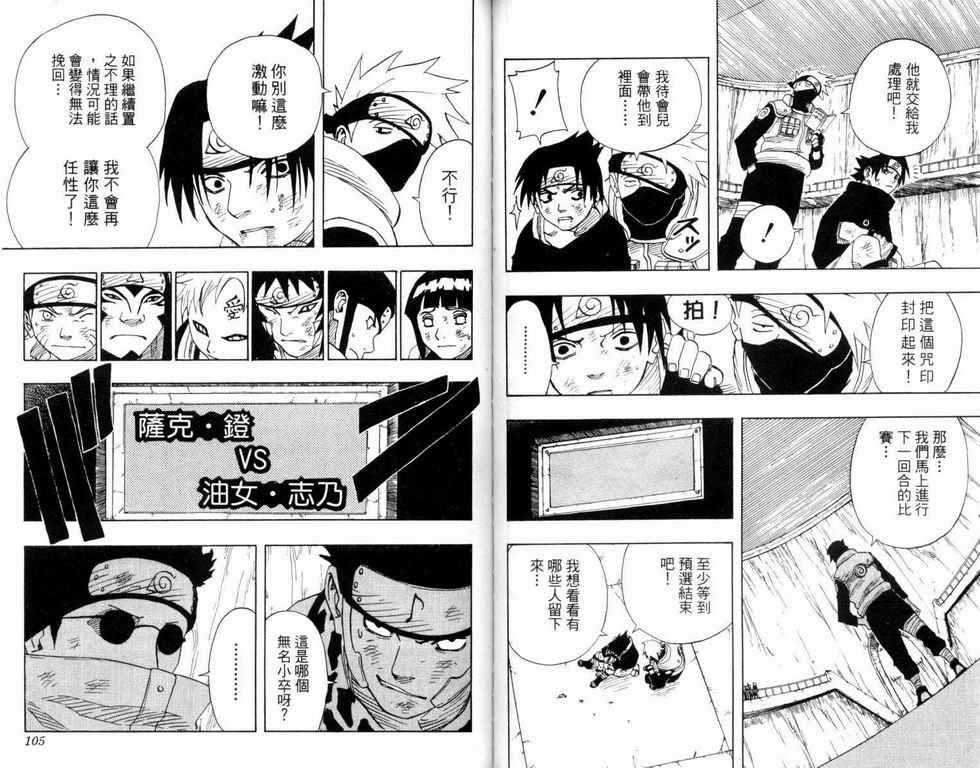 他就交給我
處理吧！
！
我待會兒
會帶他到
裡面……
！
スッ
把這個咒印
封印起來！
拍！
………
那麼…
我們馬上進行
下一回合的比
賽…
至少等到
預選結束
吧！
我想看看有
哪些人留下
來…
不行！
你別這麼
激動嘛！
如果繼續置
之不理的話
，情況可能
會變得無法
挽回…
我不會再
讓你這麼
任性了！
愛
薩克・鐙
VS
油女・志乃
這是哪個
無名小卒呀？
………
105